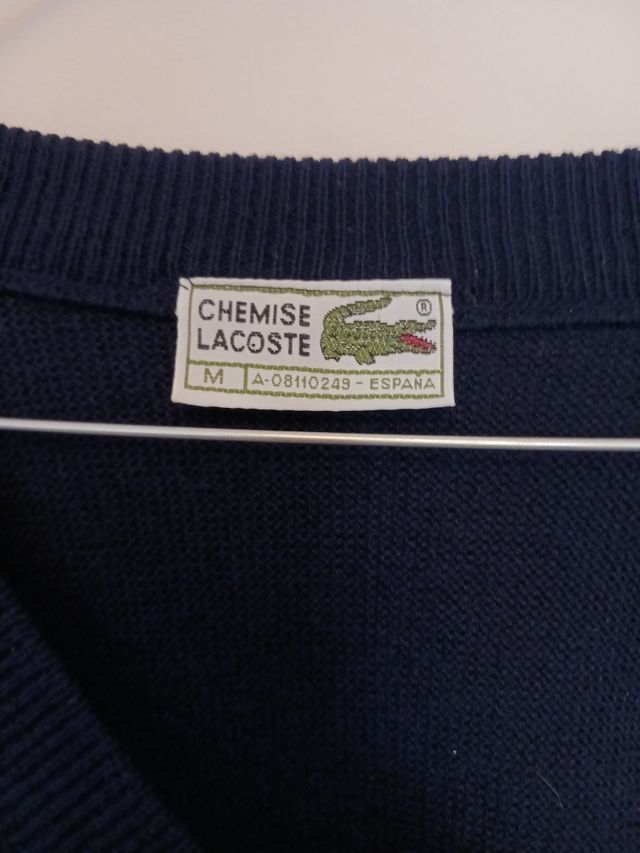 CHEMISE
LACOSTE
®
M A-08110249 - ESPAÑA